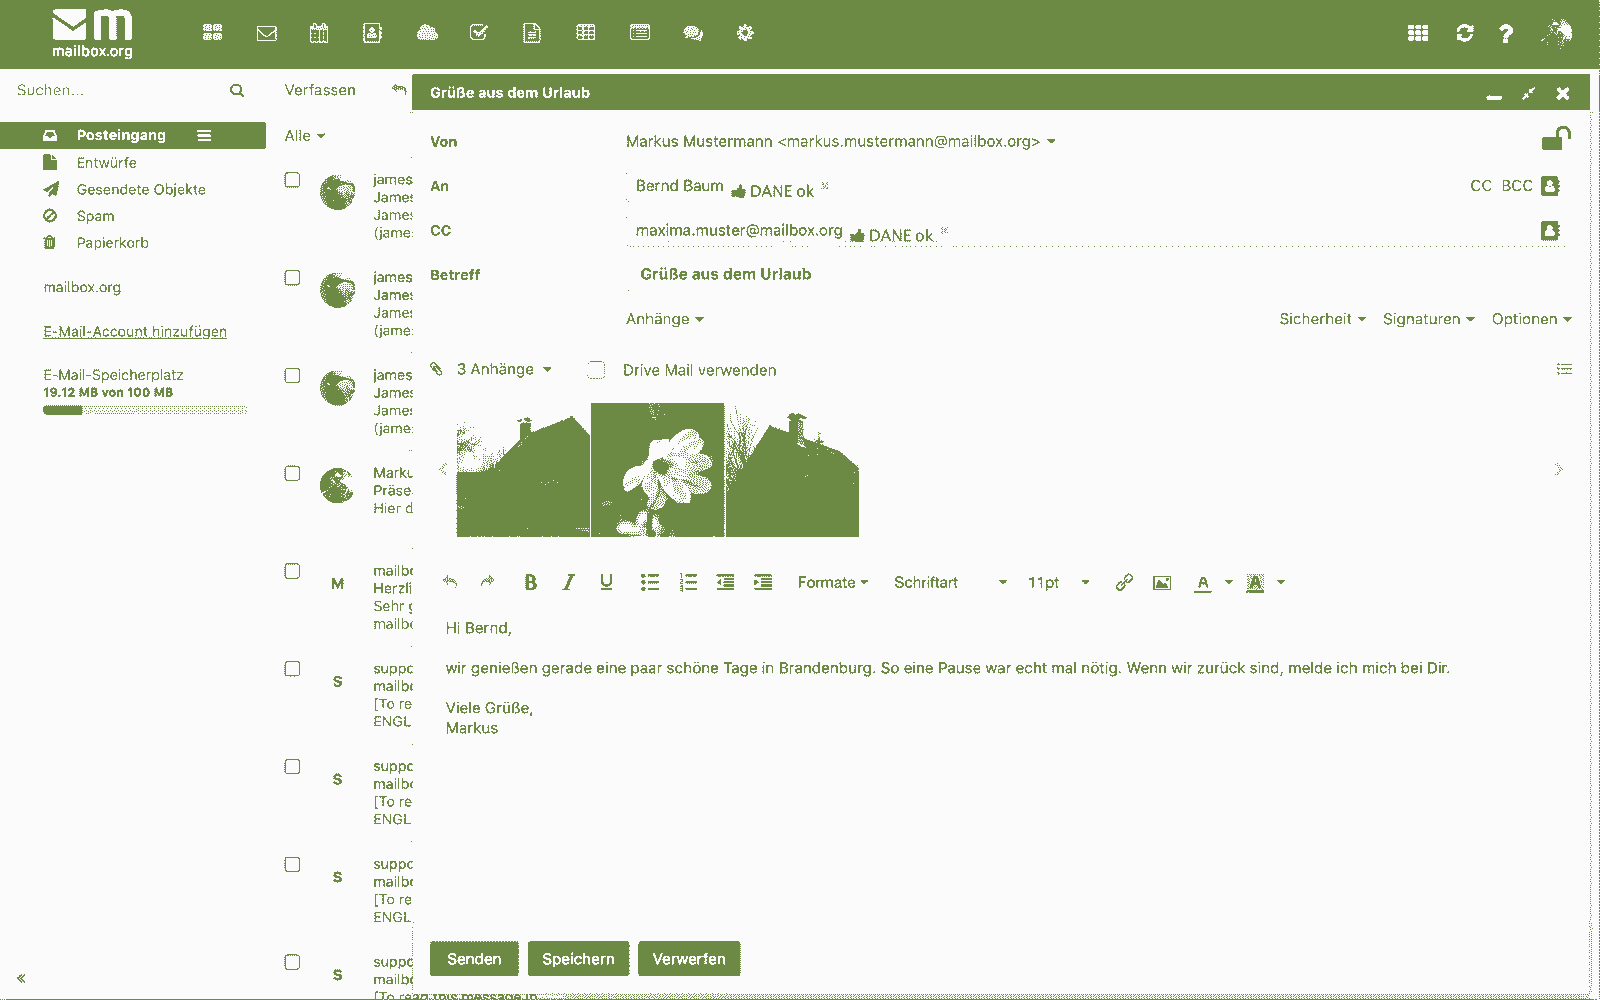 mailbox.org
Suchen...
Posteingang
Entwürfe
Gesendete Objekte
Spam
Papierkorb
mailbox.org
E-Mail-Account hinzufügen
E-Mail-Speicherplatz
19.12 MB von 100 MB
Verfassen
Alle
james
James
James
(james
james
James
James
(james
james
James
James
(james
Marku
Präse
Hier d
M
mailbo
Herzli
Sehr g
mailbo
S
suppo
mailbo
[To re
ENGL
S
suppo
mailbo
[To re
ENGL
S
suppo
mailbo
[To re
ENGL
S
suppo
mailbo
[To read this message in
Grüße aus dem Urlaub
Von Markus Mustermann <markus.mustermann@mailbox.org>
An Bernd Baum DANE ok CC BCC
CC maxima.muster@mailbox.org DANE ok
Betreff Grüße aus dem Urlaub
Anhänge Sicherheit Signaturen Optionen
3 Anhänge Drive Mail verwenden
B I U Formate Schriftart 11pt A A
Hi Bernd,
wir genießen gerade eine paar schöne Tage in Brandenburg. So eine Pause war echt mal nötig. Wenn wir zurück sind, melde ich mich bei Dir.
Viele Grüße,
Markus
Senden Speichern Verwerfen